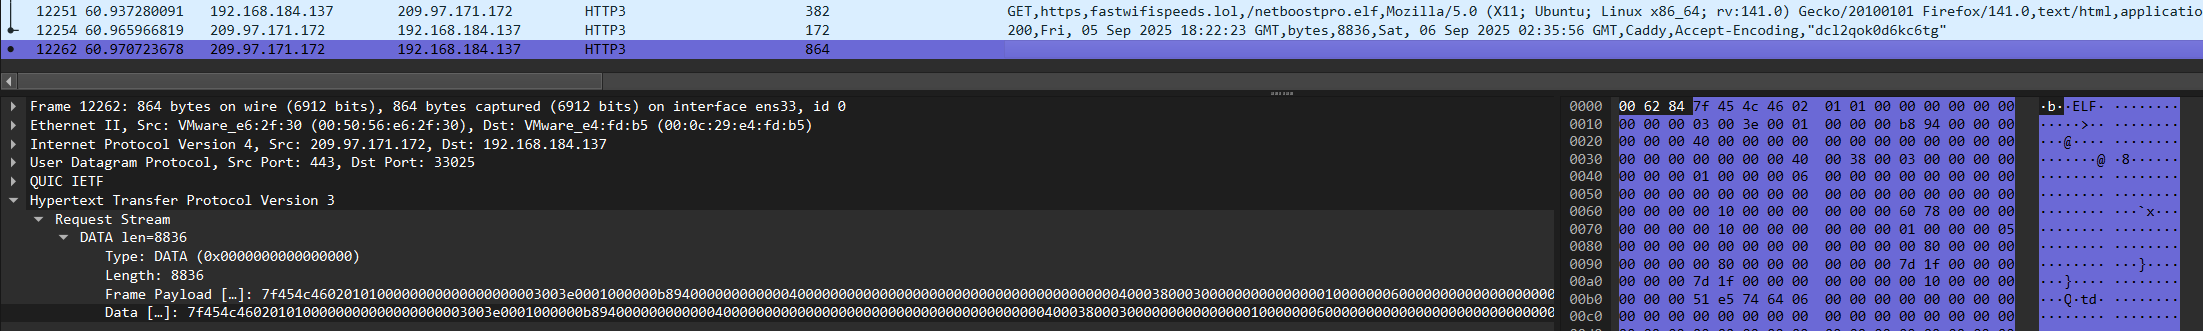 12251 60.937280091 192.168.184.137 209.97.171.172 HTTP3 382 GET,https,fastwifispeeds.lol,/netboostpro.elf,Mozilla/5.0 (X11; Ubuntu; Linux x86_64; rv:141.0) Gecko/20100101 Firefox/141.0,text/html,applicatio
12254 60.965966819 209.97.171.172 192.168.184.137 HTTP3 172 200,Fri, 05 Sep 2025 18:22:23 GMT,bytes,8836,Sat, 06 Sep 2025 02:35:56 GMT,Caddy,Accept-Encoding,"dcl2qok0d6kc6tg"
12262 60.970723678 209.97.171.172 192.168.184.137 HTTP3 864
Frame 12262: 864 bytes on wire (6912 bits), 864 bytes captured (6912 bits) on interface ens33, id 0
Ethernet II, Src: VMware_e6:2f:30 (00:50:56:e6:2f:30), Dst: VMware_e4:fd:b5 (00:0c:29:e4:fd:b5)
Internet Protocol Version 4, Src: 209.97.171.172, Dst: 192.168.184.137
User Datagram Protocol, Src Port: 443, Dst Port: 33025
QUIC IETF
Hypertext Transfer Protocol Version 3
Request Stream
DATA len=8836
Type: DATA (0x0000000000000000)
Length: 8836
Frame Payload […]:
Data […]:
0000 00 62 84 7f 45 4c 46 02 01 01 00 00 00 00 00 00 ·b··ELF· ········
0010 00 00 00 03 00 3e 00 01 00 00 00 b8 94 00 00 00 ·····>·· ········
0020 00 00 00 40 00 00 00 00 00 00 00 00 00 00 00 00 ···@···· ········
0030 00 00 00 00 00 00 00 40 00 38 00 03 00 00 00 00 ·······@ ·8······
0040 00 00 00 01 00 00 00 06 00 00 00 00 00 00 00 00 ········ ········
0050 00 00 00 00 00 00 00 00 00 00 00 00 00 00 00 00 ········ ········
0060 00 00 00 00 10 00 00 00 00 00 00 60 78 00 00 00 ········ ···`x···
0070 00 00 00 00 10 00 00 00 00 00 00 01 00 00 00 05 ········ ········
0080 00 00 00 00 00 00 00 00 00 00 00 00 80 00 00 00 ········ ········
0090 00 00 00 00 80 00 00 00 00 00 00 7d 1f 00 00 00 ········ ···}····
00a0 00 00 00 7d 1f 00 00 00 00 00 00 00 10 00 00 00 ···}···· ········
00b0 00 00 00 51 e5 74 64 06 00 00 00 00 00 00 00 00 ···Q·td· ········
00c0 00 00 00 00 00 00 00 00 00 00 00 00 00 00 00 00 ········ ········